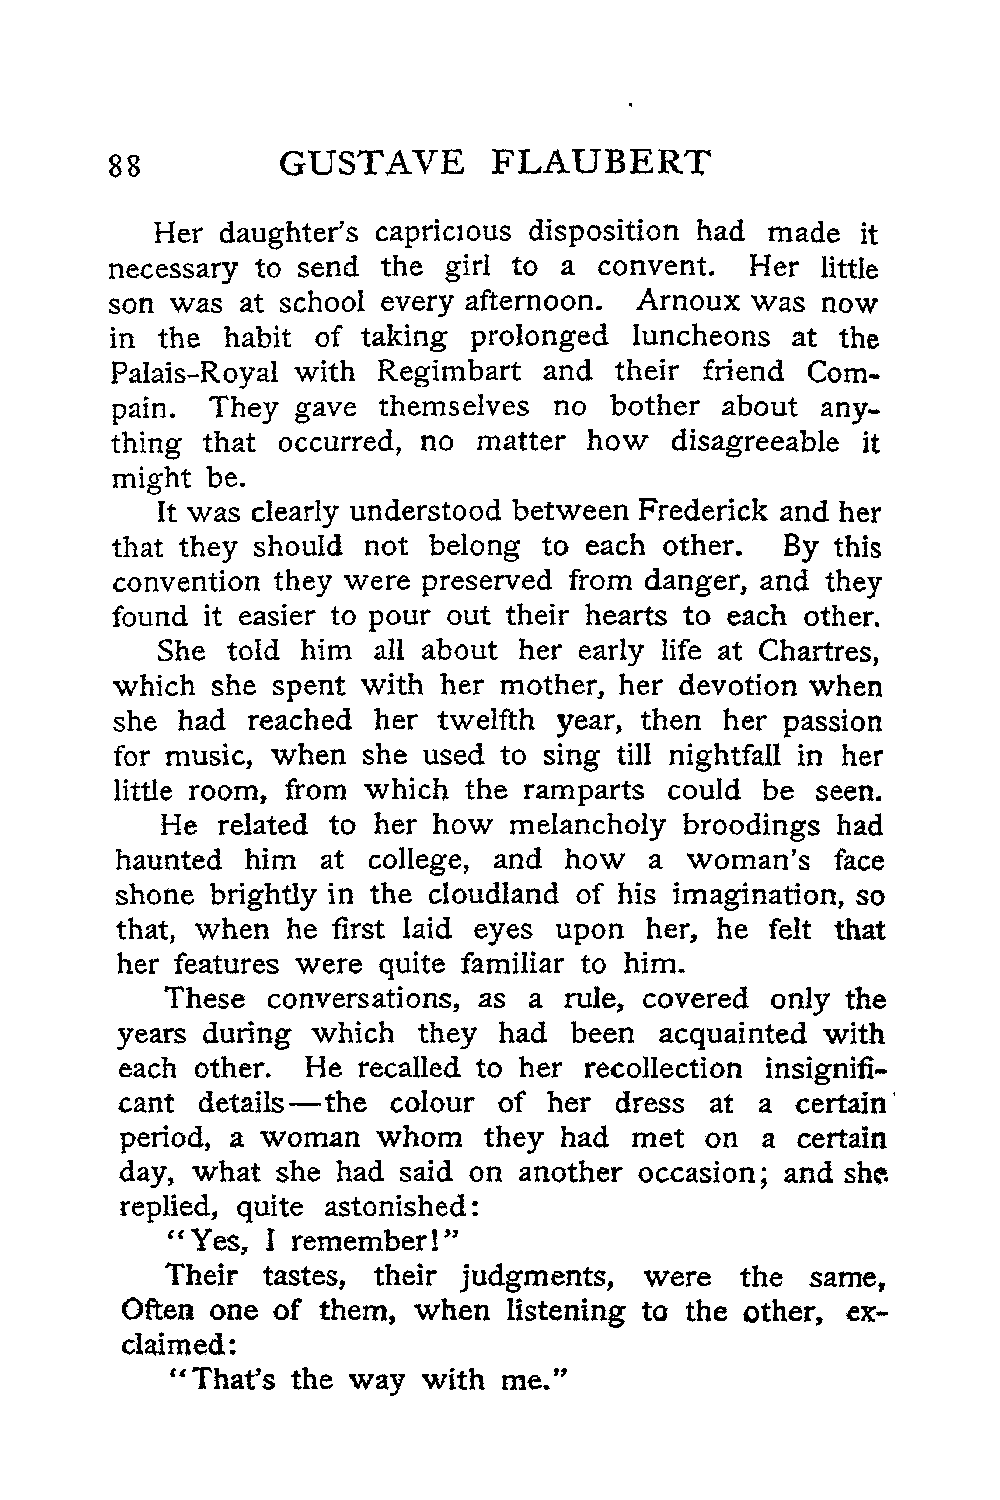 88 GUSTAVE FLAUBERT
Her daughter's capricious disposition had made it
necessary to send the girl to a convent. Her little
son was at school every afternoon. Arnoux was now
in the habit of taking prolonged luncheons at the
Palais-Royal with Regimbart and their friend Com-
pain. They gave themselves no bother about any-
thing that occurred, no matter how disagreeable it
might be.
It was clearly understood between Frederick and her
that they should not belong to each other. By this
convention they were preserved from danger, and they
found it easier to pour out their hearts to each other.
She told him all about her early life at Chartres,
which she spent with her mother, her devotion when
she had reached her twelfth year, then her passion
for music, when she used to sing till nightfall in her
little room, from which the ramparts could be seen.
He related to her how melancholy broodings had
haunted him at college, and how a woman's face
shone brightly in the cloudland of his imagination, so
that, when he first laid eyes upon her, he felt that
her features were quite familiar to him.
These conversations, as a rule, covered only the
years during which they had been acquainted with
each other. He recalled to her recollection insignifi-
cant details—the colour of her dress at a certain
period, a woman whom they had met on a certain
day, what she had said on another occasion; and she
replied, quite astonished:
"Yes, I remember!"
Their tastes, their judgments, were the same,
Often one of them, when listening to the other, ex-
claimed:
"That's the way with me."